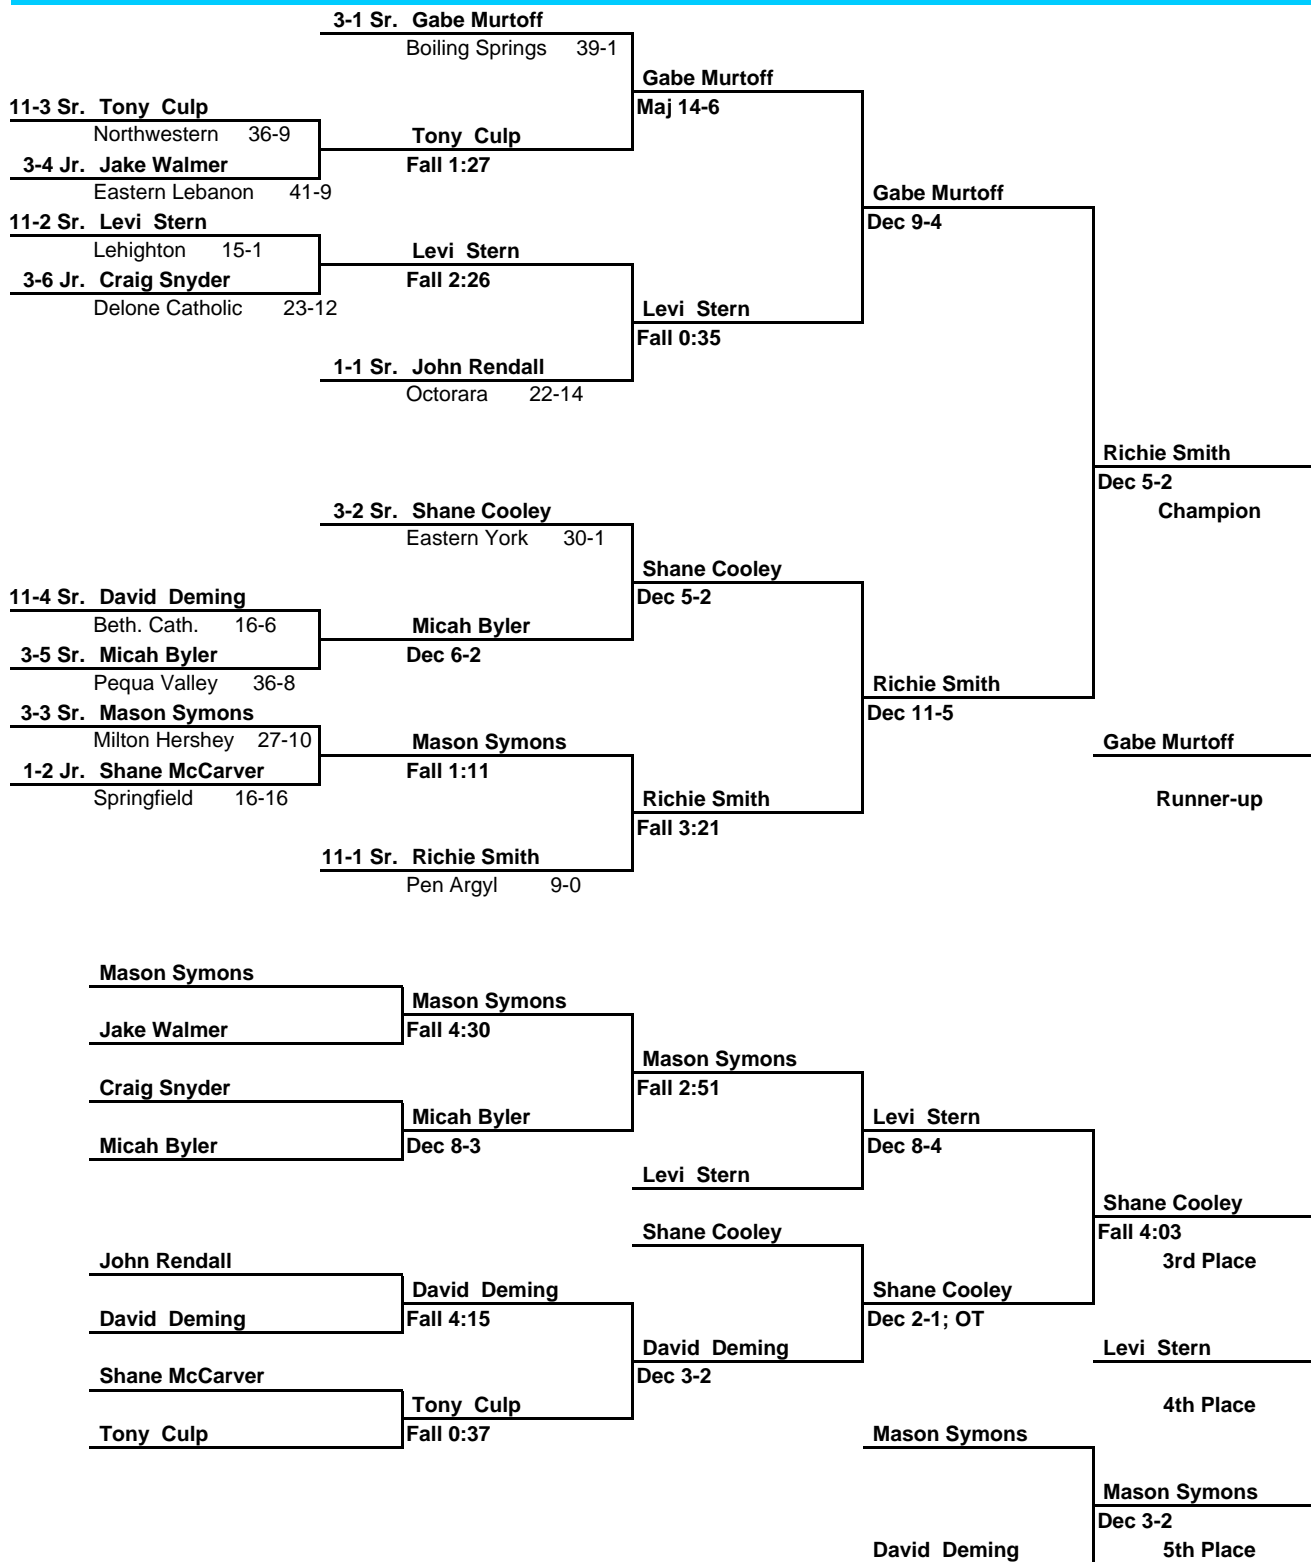 3-1 Sr. Gabe Murtoff
Boiling Springs 39-1
Gabe Murtoff
11-3 Sr. Tony Culp
Maj 14-6
Northwestern 36-9
Tony Culp
3-4 Jr. Jake Walmer
Fall 1:27
Eastern Lebanon 41-9
Gabe Murtoff
11-2 Sr. Levi Stern
Dec 9-4
Lehighton 15-1
Levi Stern
3-6 Jr. Craig Snyder
Fall 2:26
Delone Catholic 23-12
Levi Stern
Fall 0:35
1-1 Sr. John Rendall
Octorara 22-14
Richie Smith
Dec 5-2
3-2 Sr. Shane Cooley
Champion
Eastern York 30-1
Shane Cooley
11-4 Sr. David Deming
Dec 5-2
Beth. Cath. 16-6
Micah Byler
3-5 Sr. Micah Byler
Dec 6-2
Pequa Valley 36-8
Richie Smith
3-3 Sr. Mason Symons
Dec 11-5
Milton Hershey 27-10
Mason Symons
Gabe Murtoff
1-2 Jr. Shane McCarver
Fall 1:11
Springfield 16-16
Richie Smith
Runner-up
Fall 3:21
11-1 Sr. Richie Smith
Pen Argyl 9-0
Mason Symons
Mason Symons
Jake Walmer
Fall 4:30
Mason Symons
Craig Snyder
Fall 2:51
Micah Byler
Levi Stern
Micah Byler
Dec 8-3
Dec 8-4
Levi Stern
Shane Cooley
Shane Cooley
Fall 4:03
John Rendall
3rd Place
David Deming
Shane Cooley
David Deming
Fall 4:15
Dec 2-1; OT
David Deming
Levi Stern
Shane McCarver
Dec 3-2
Tony Culp
4th Place
Tony Culp
Fall 0:37
Mason Symons
Mason Symons
Dec 3-2
David Deming
5th Place